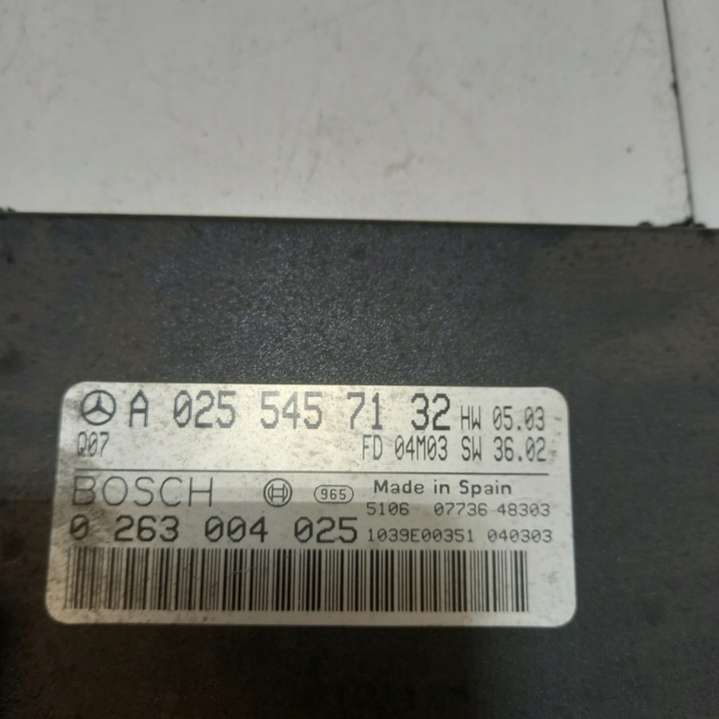 A 025 545 71 32 HW 05.03
Q07 FD 04M03 SW 36.02
BOSCH 965 Made in Spain
5106 07736 48303
0 263 004 025 1039E00351 040303